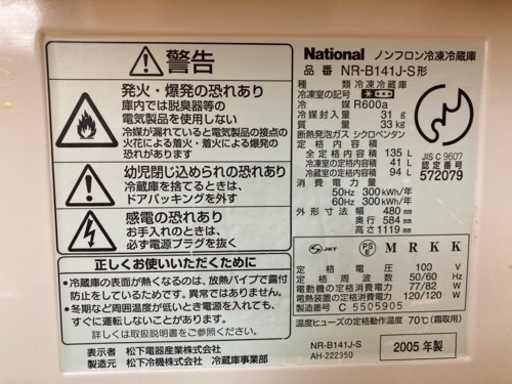 警告
発火・爆発の恐れあり
庫内では脱臭器等の
電気製品を使用しない
冷媒が漏れていると電気製品の接点の
火花による着火・着火による爆発の
恐れあり
幼児閉じ込められの恐れあり
冷蔵庫を捨てるときは、
ドアパッキングを外す
感電の恐れあり
お手入れのときは、
必ず電源プラグを抜く
正しくお使いいただくために
•冷蔵庫の表面が熱くなるのは、放熱パイプで露付
防止をしているためです。異常ではありません。
•冬期など周囲温度が低いとき電源を入れて
も、すぐに運転しない場合があります。
詳しくは取扱説明書をご覧ください。
表示者 松下電器産業株式会社
製造元 松下冷機株式会社 冷蔵庫事業部
National ノンフロン冷凍冷蔵庫
品番 NR-B141J-S形
種類 冷凍冷蔵庫
冷凍室の記号
冷媒 R600a
冷媒封入量 31 g
質量 33 kg
断熱発泡ガス シクロペンタン
定格内容積 135 L
冷凍室の定格内容積 41 L
冷蔵室の定格内容積 94 L
消費電力量
50Hz 300 kWh/年
60Hz 300 kWh/年
外形寸法 幅 480 mm
奥行 584 mm
高さ 1119 mm
JIS C 9607
認定番号
572079
S JET
PS E
M R K K
定格電圧 100 V
定格周波数 50/60 Hz
電動機の定格消費電力 77/82 W
電熱装置の定格消費電力 120/120 W
製造番号 C 5505905
温度ヒューズの定格動作温度 70℃(霜取用)
NR-B141J-S
AH-222950
2005年製